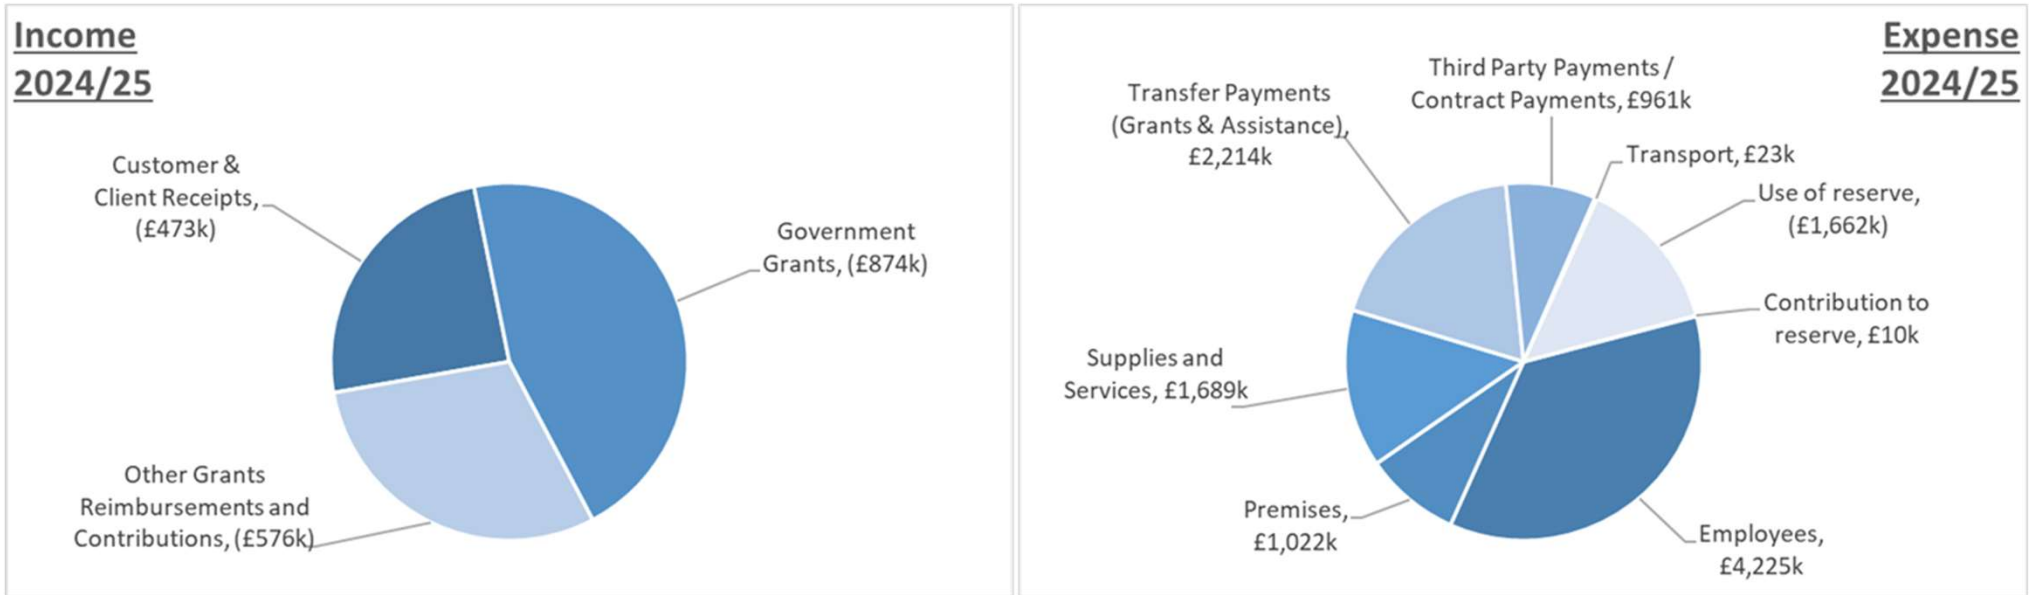 Income
2024/25
Customer &
Client Receipts,
(£473k)
Government
Grants, (£874k)
Other Grants
Reimbursements and
Contributions, (£576k)
Expense
2024/25
Third Party Payments /
Contract Payments, £961k
Transfer Payments
(Grants & Assistance),
£2,214k
Transport, £23k
Use of reserve,
(£1,662k)
Contribution to
reserve, £10k
Supplies and
Services, £1,689k
Premises,
£1,022k
Employees,
£4,225k